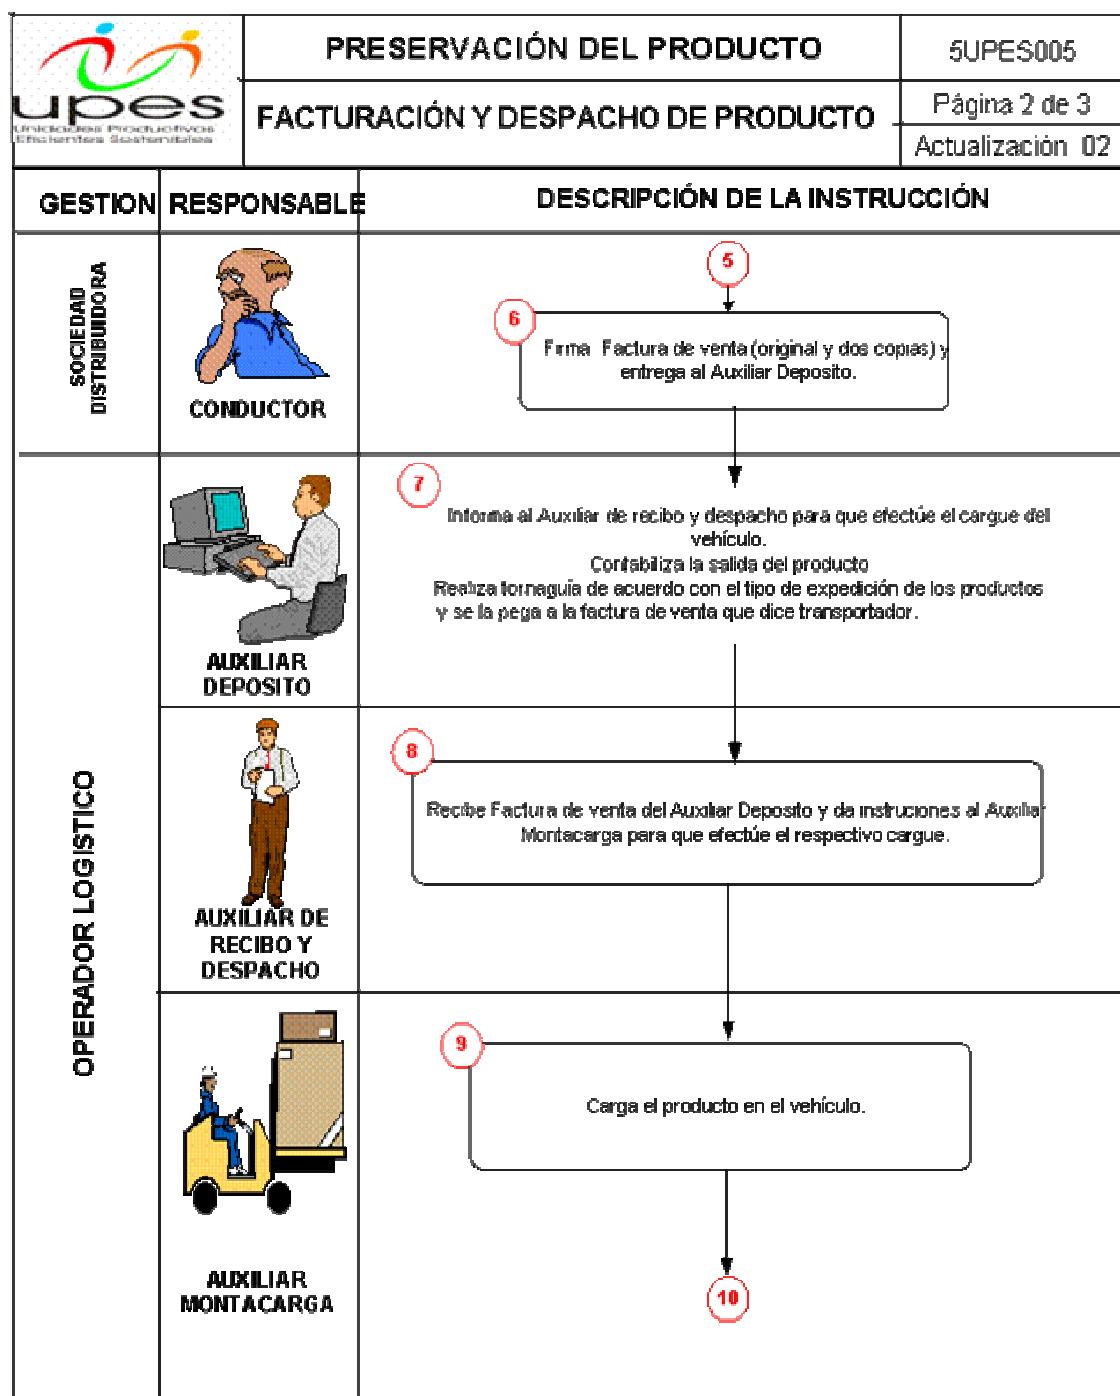 upes
Unidades Productivas
Eficientes Sostenibles
PRESERVACIÓN DEL PRODUCTO
5UPES005
FACTURACIÓN Y DESPACHO DE PRODUCTO
Página 2 de 3
Actualización 02
GESTION
RESPONSABLE
DESCRIPCIÓN DE LA INSTRUCCIÓN
SOCIEDAD
DISTRIBUIDORA
CONDUCTOR
5
6
Firma Factura de venta (original y dos copias) y
entrega al Auxiliar Deposito.
OPERADOR LOGISTICO
AUXILIAR
DEPOSITO
7
Informa al Auxiliar de recibo y despacho para que efectúe el cargue del
vehículo.
Contabiliza la salida del producto
Realiza tornaguia de acuerdo con el tipo de expedición de los productos
y se la pega a la factura de venta que dice transportador.
AUXILIAR DE
RECIBO Y
DESPACHO
8
Recibe Factura de venta del Auxiliar Deposito y da instruciones al Auxiliar
Montacarga para que efectúe el respectivo cargue.
AUXILIAR
MONTACARGA
9
Carga el producto en el vehículo.
10